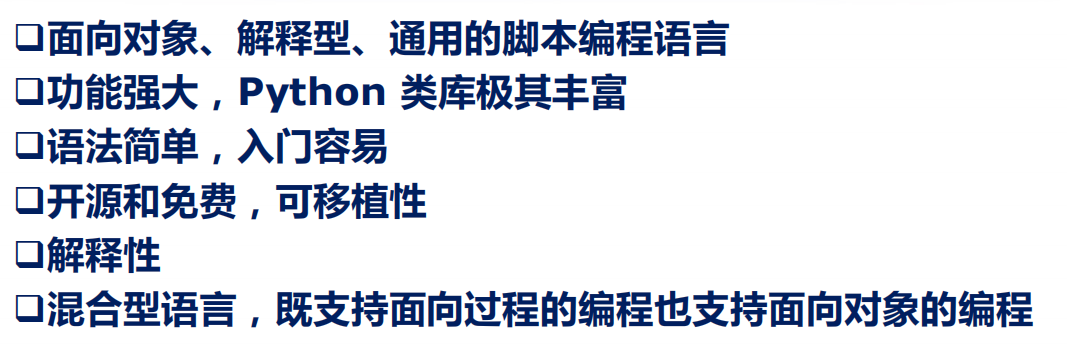 ❑面向对象、解释型、通用的脚本编程语言
❑功能强大，Python 类库极其丰富
❑语法简单，入门容易
❑开源和免费，可移植性
❑解释性
❑混合型语言，既支持面向过程的编程也支持面向对象的编程